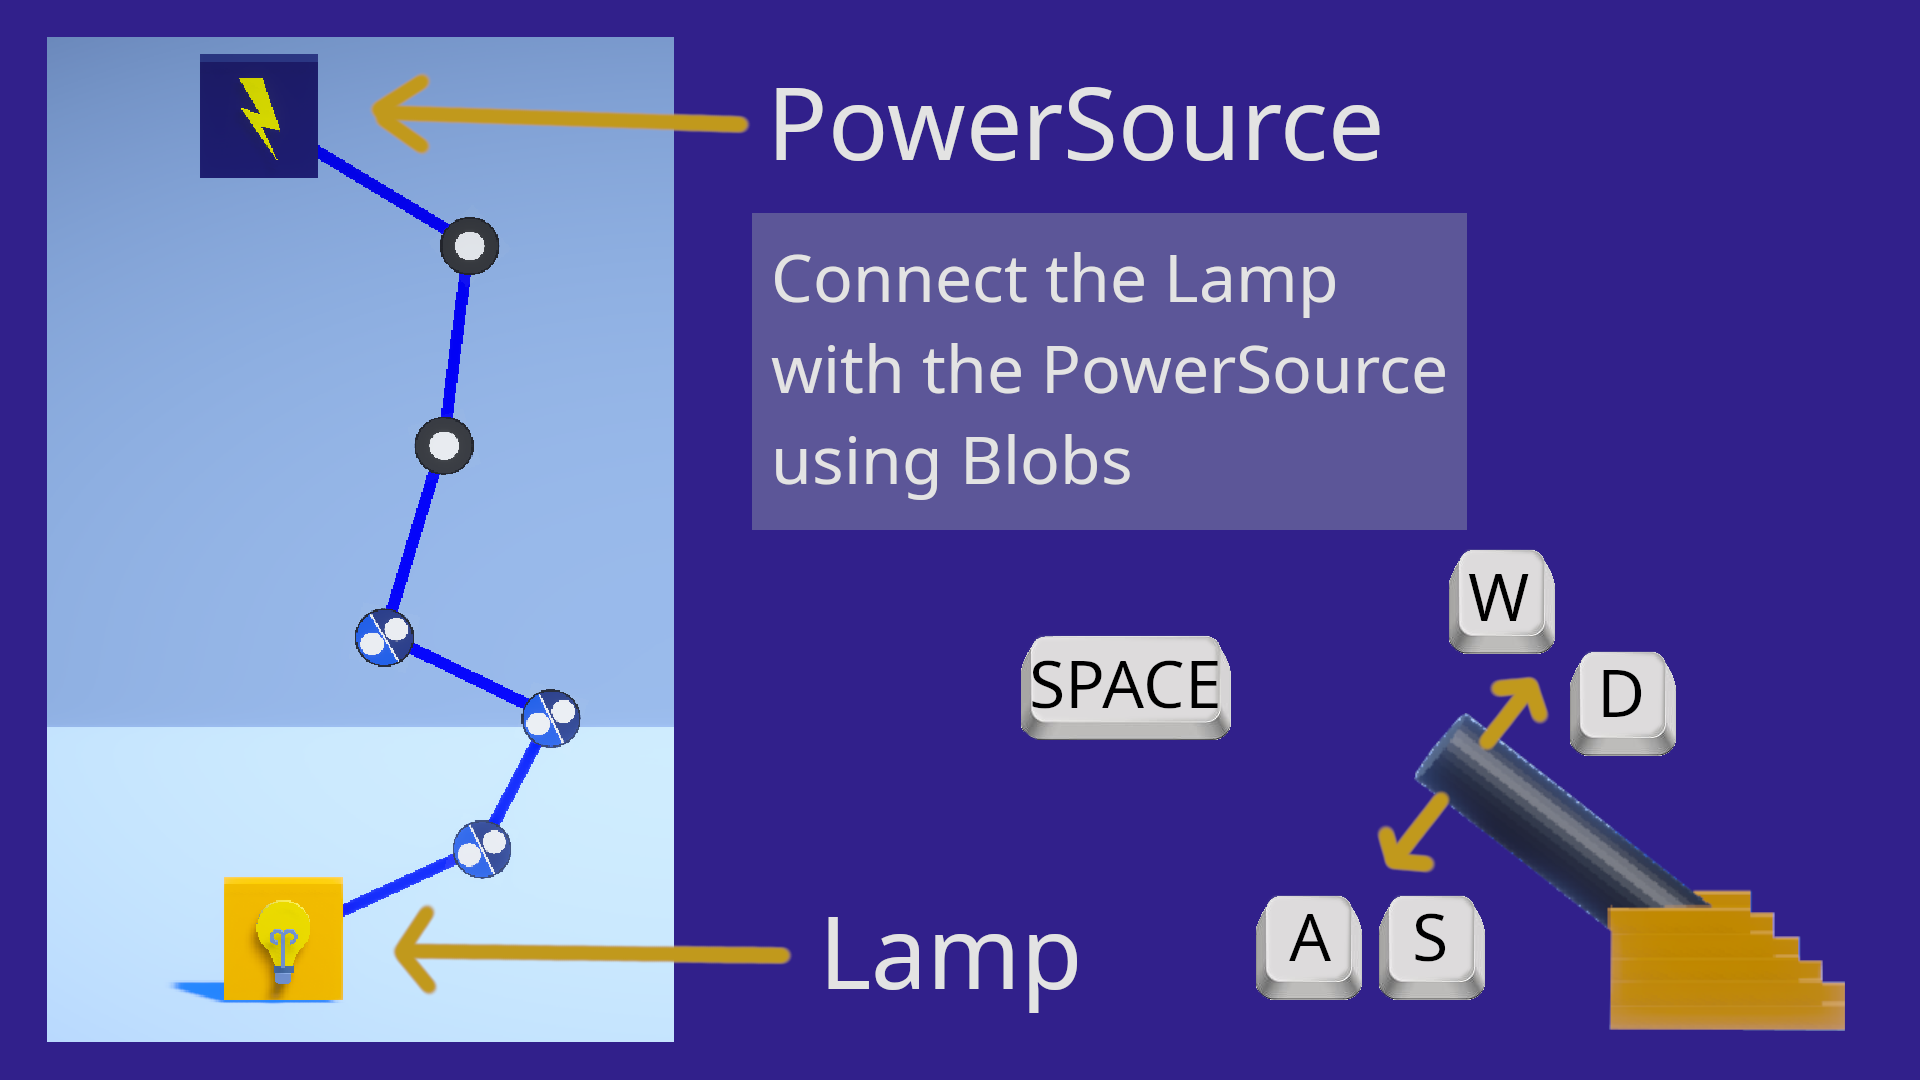 PowerSource
Connect the Lamp
with the PowerSource
using Blobs
W
D
SPACE
A
S
Lamp